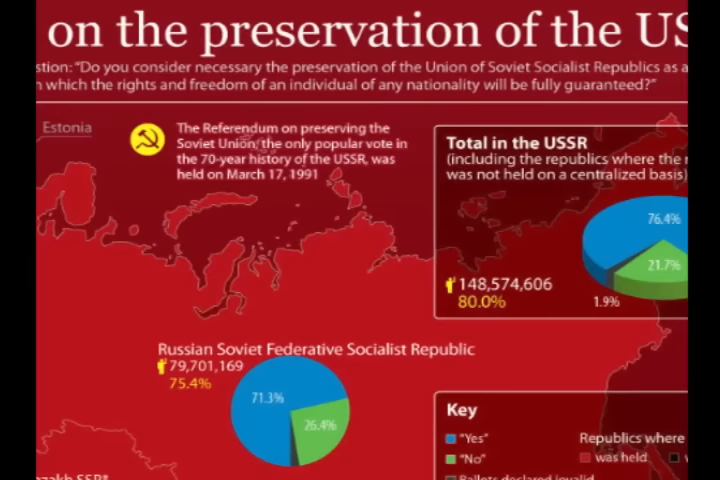 on the preservation of the US
stion: "Do you consider necessary the preservation of the Union of Soviet Socialist Republics as a
which the rights and freedom of an individual of any nationality will be fully guaranteed?"
Estonia
The Referendum on preserving the
Soviet Union, the only popular vote in
the 70-year history of the USSR, was
held on March 17, 1991
Total in the USSR
(including the republics where the
was not held on a centralized basis)
76.4%
21.7%
1.9%
148,574,606
80.0%
Russian Soviet Federative Socialist Republic
79,701,169
75.4%
71.3%
26.4%
Key
"Yes"
"No"
Ballots declared invalid
Republics where
was held
azakh SSR*